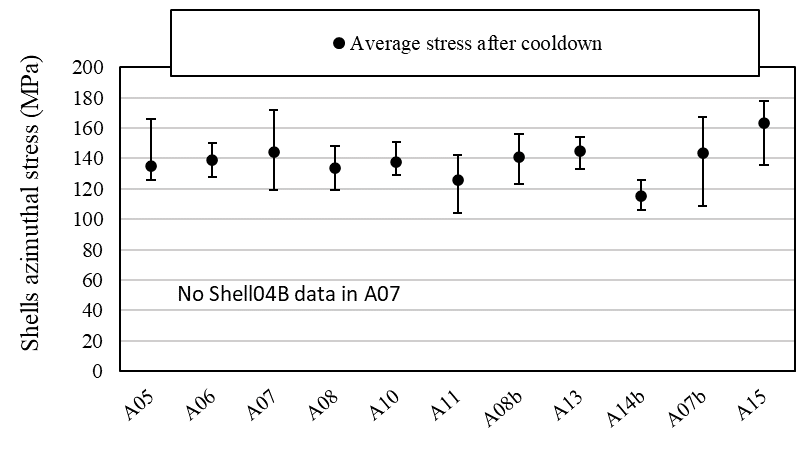 Average stress after cooldown
Shells azimuthal stress (MPa)
200
180
160
140
120
100
80
60
40
20
0
No Shell04B data in A07
A05
A06
A07
A08
A10
A11
A08b
A13
A14b
A07b
A15